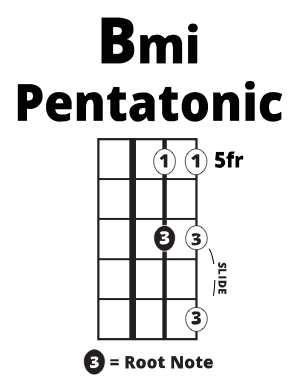 Bmi
Pentatonic
1 1 5fr
3 3
SLIDE
3
3 = Root Note